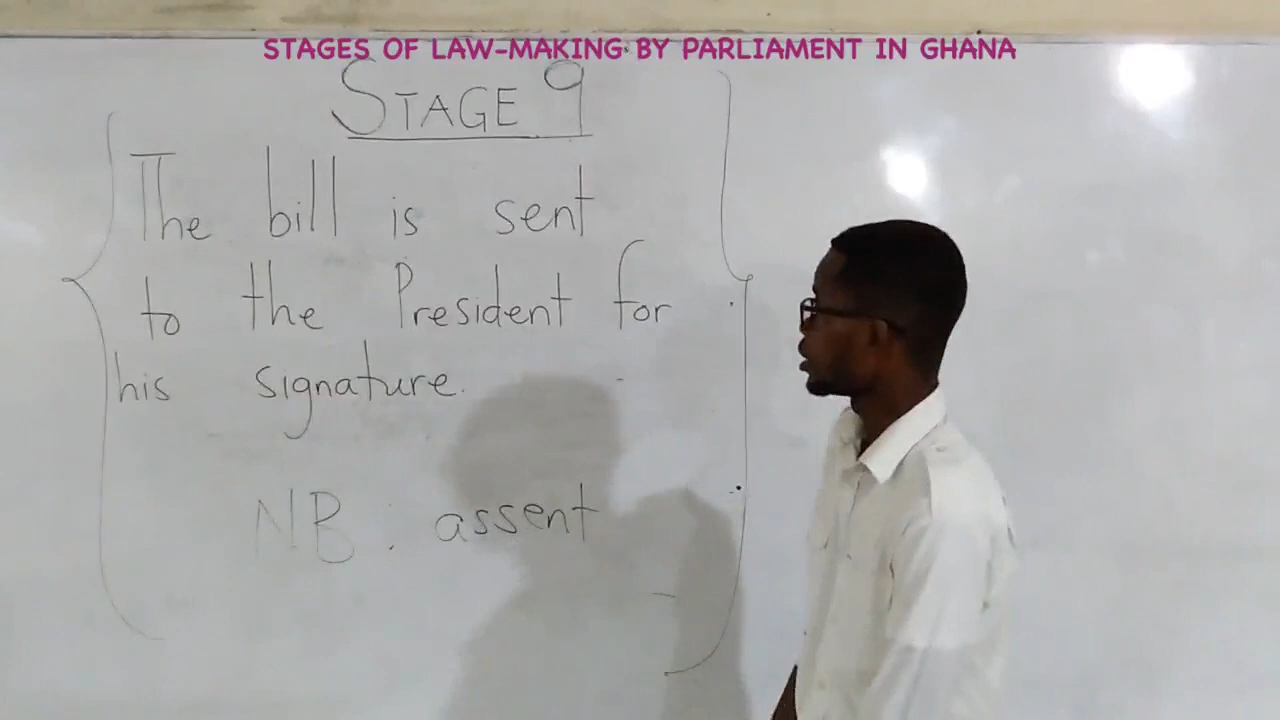 STAGES OF LAW-MAKING BY PARLIAMENT IN GHANA
STAGE 9
The bill is sent
to the President for
his signature.
NB: assent